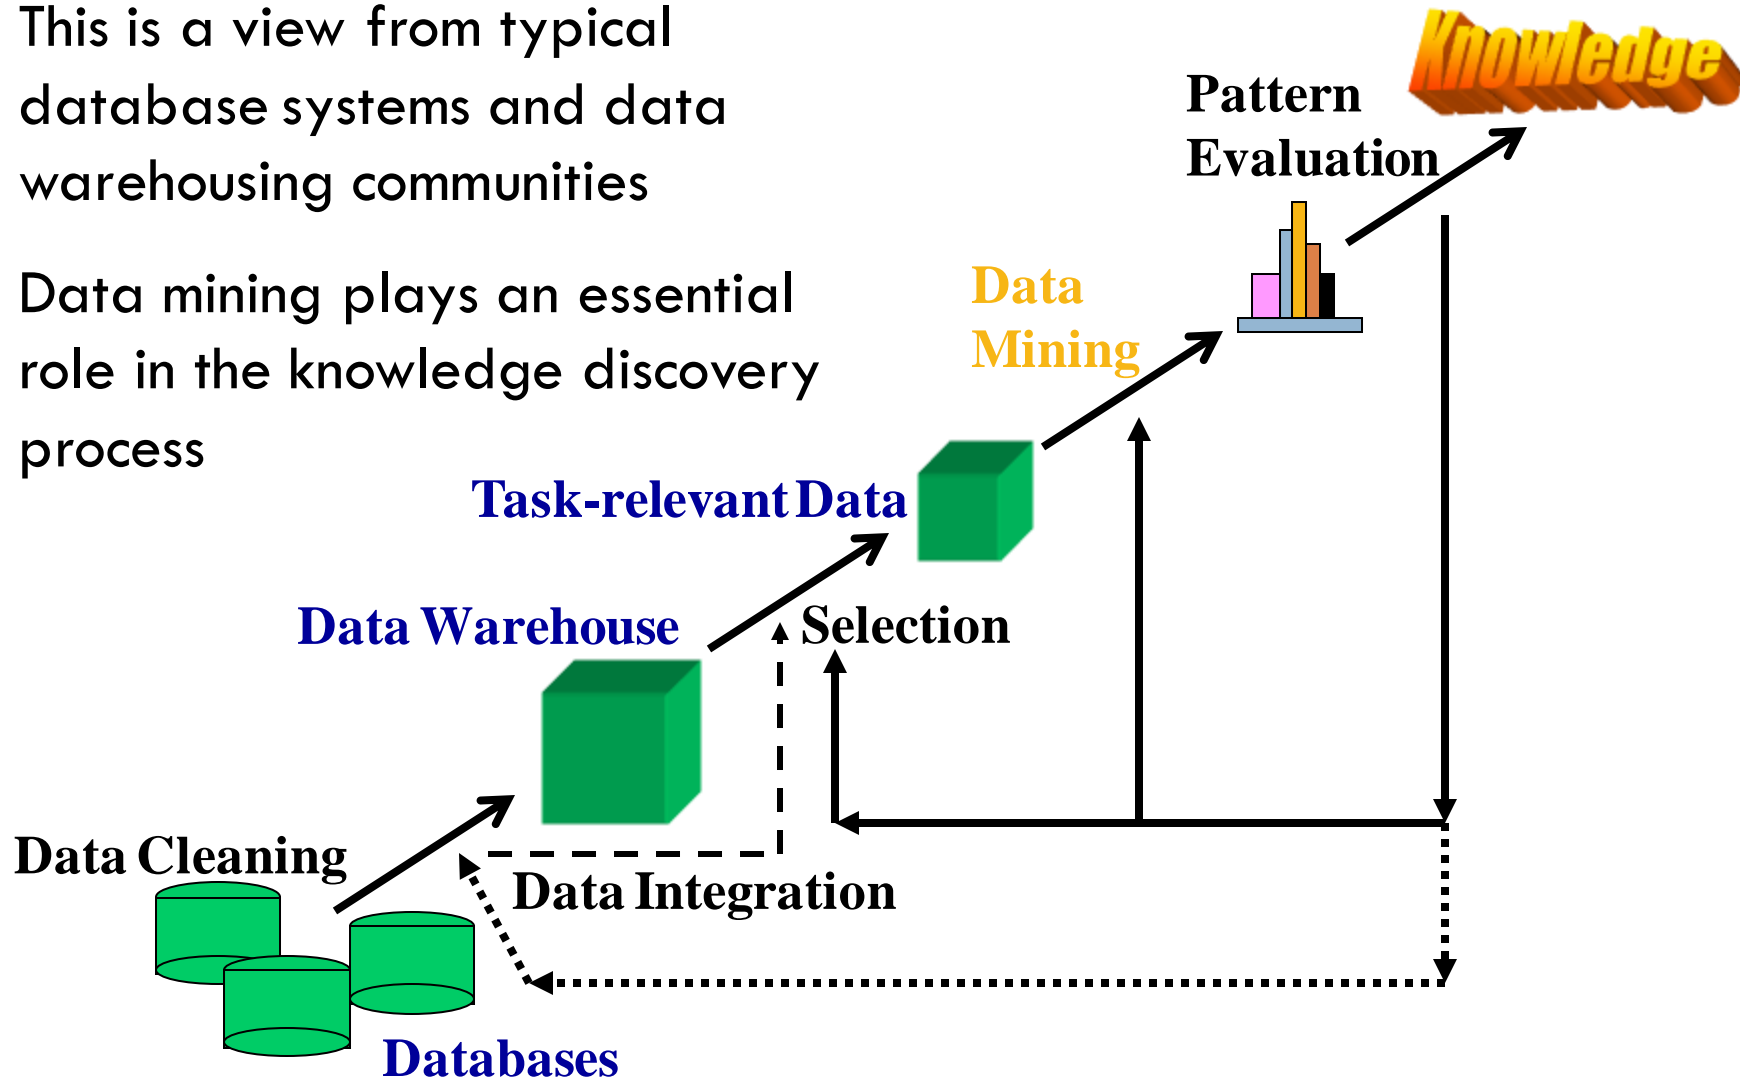 This is a view from typical
database systems and data
warehousing communities
Data mining plays an essential
role in the knowledge discovery
process
Knowledge
Pattern
Evaluation
Data
Mining
Task-relevant Data
Data Warehouse
Selection
Data Cleaning
Data Integration
Databases